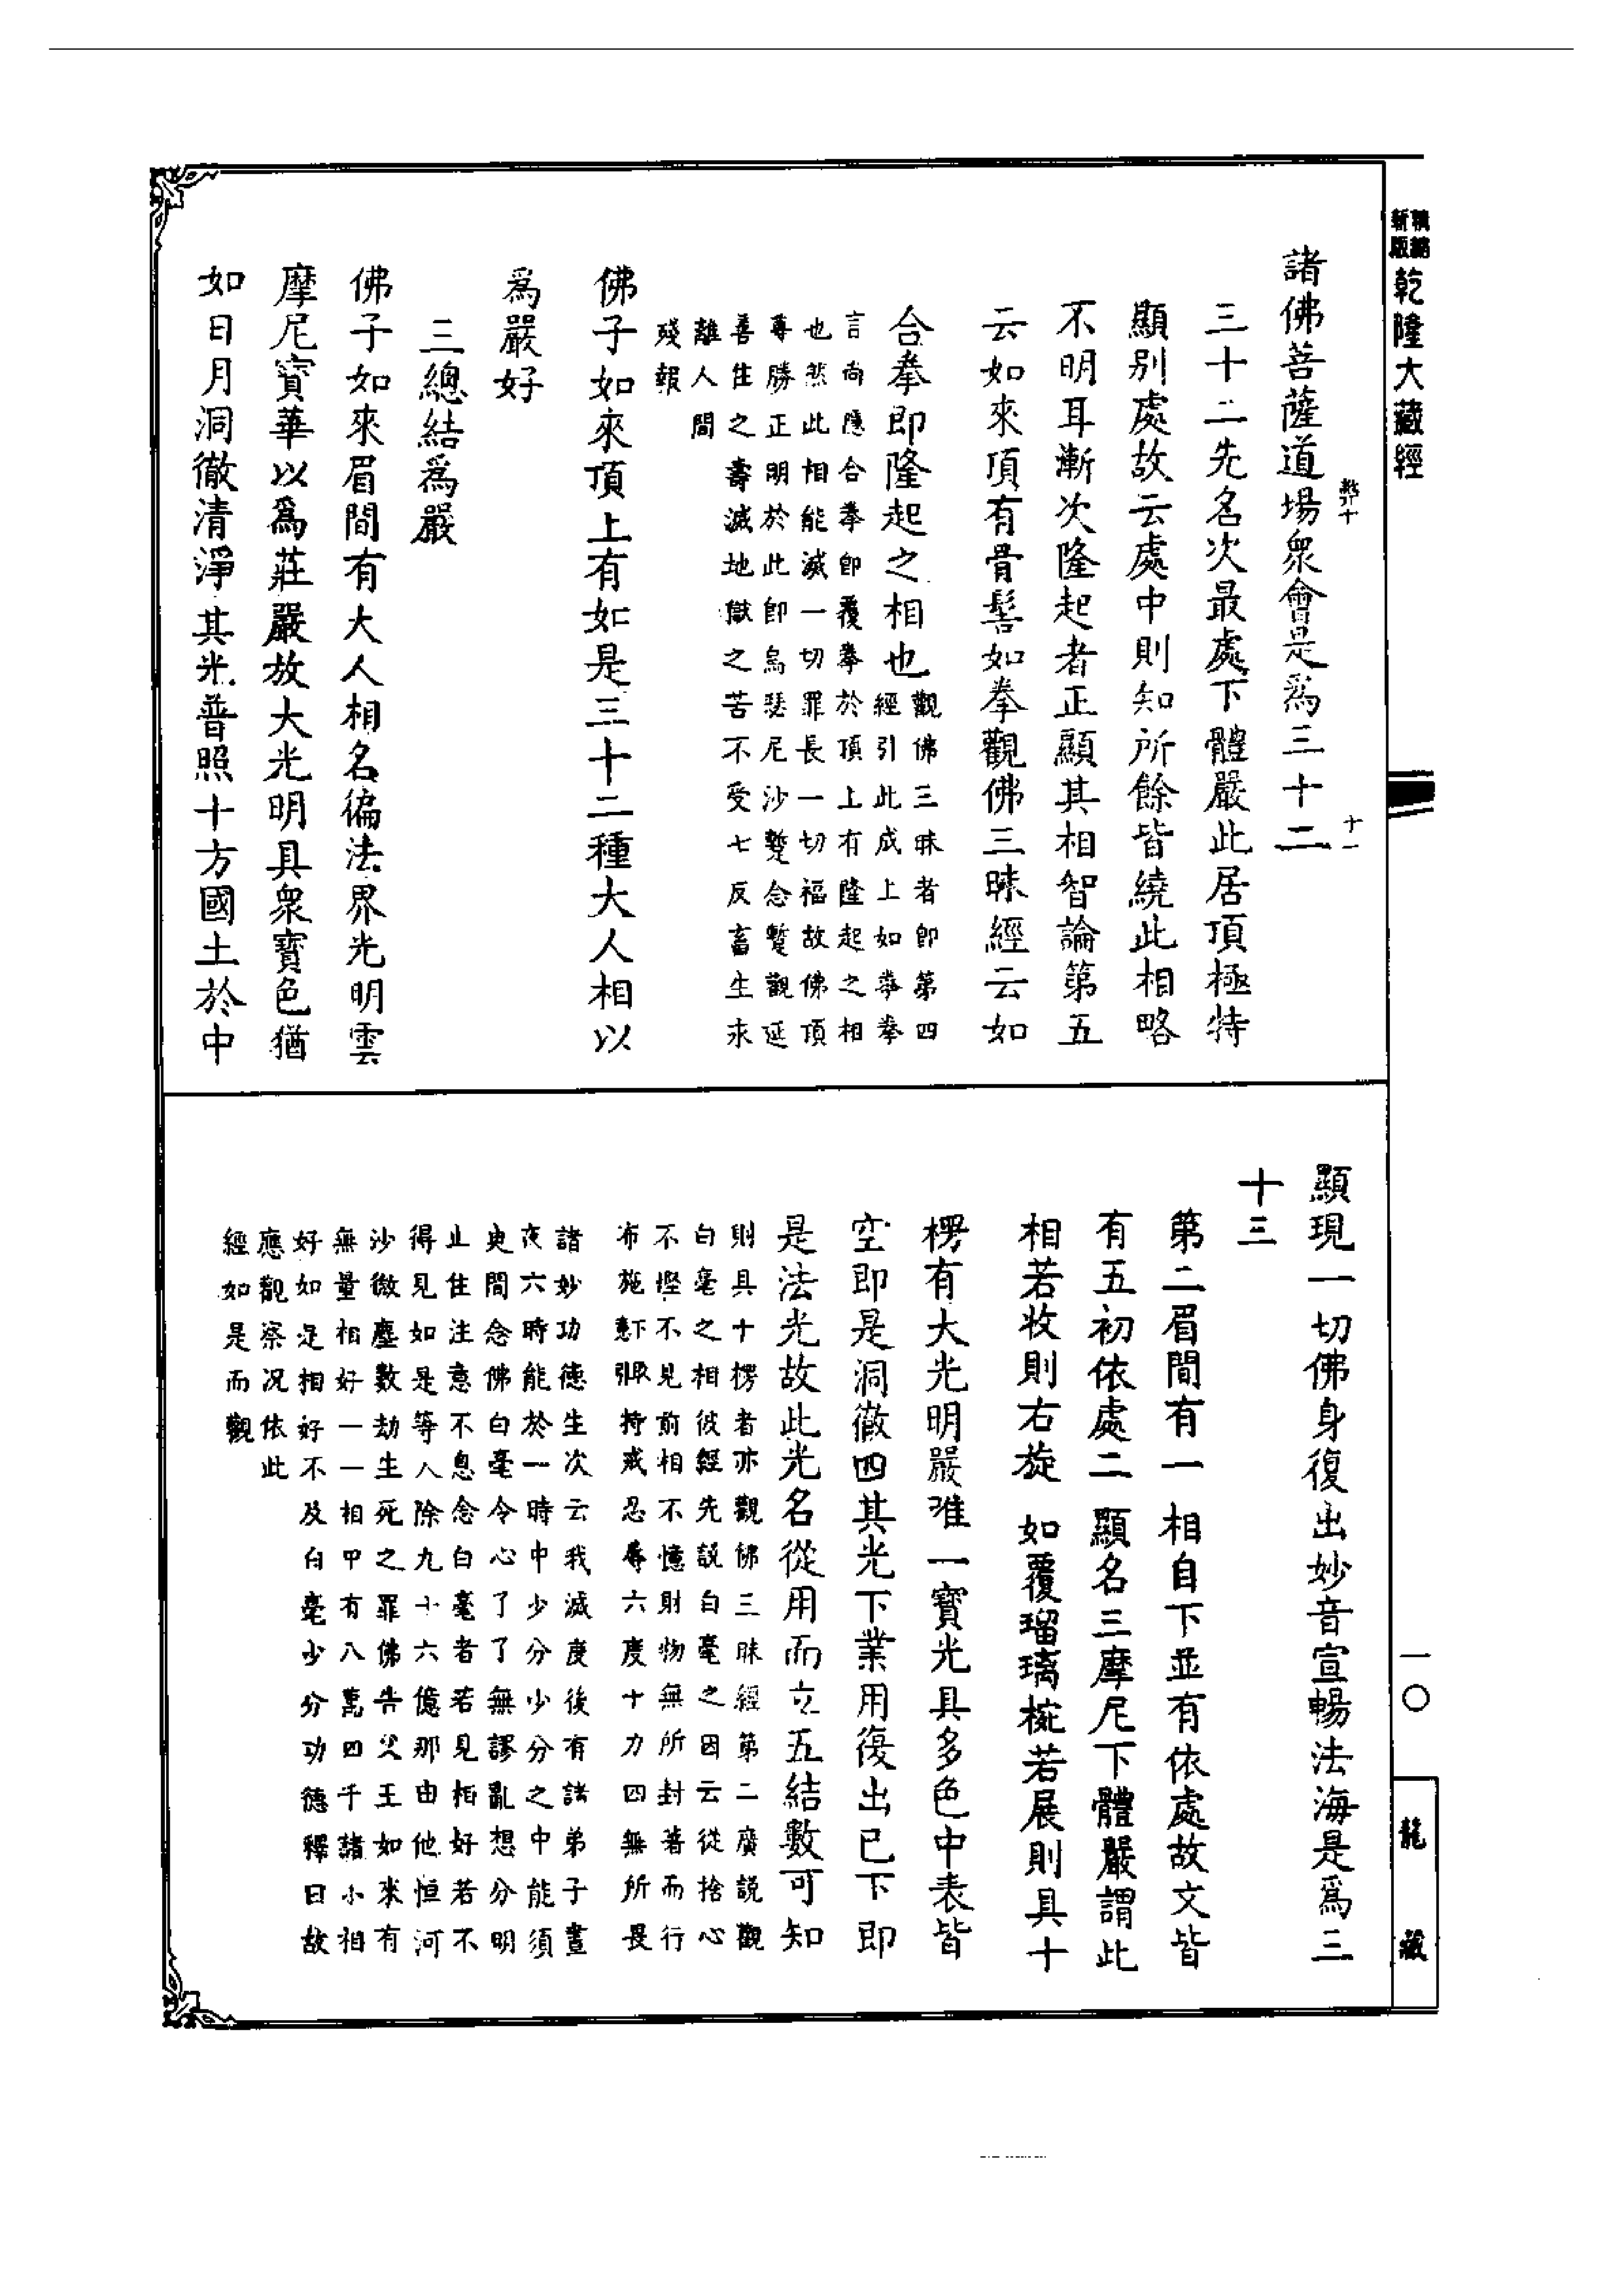 乾隆大藏經
十一
諸佛菩薩道場衆會是爲三十二
三十二先名次最處下體嚴此居頂極特
顯别處故云處中則知所餘皆繞此相略
不明耳漸次隆起者正顯其相智論第五
云如來頂有骨髻如拳觀佛三昧經云如
合拳即隆起之相也觀佛三昧者即第四
經引此成上如拳拳
言尚隱合拳即覆拳於頂上有隆起之相
也然此相能滅一切罪長一切福故佛頂
尊勝正明於此即烏瑟尼沙蹔念蹔觀延
善住之壽滅地獄之苦不受七反畜生來
離人間
殘報
佛子如來頂上有如是三十二種大人相以
爲嚴好
三總結爲嚴
佛子如來眉間有大人相名徧法界光明雲
摩尼寶華以爲莊嚴放大光明具衆寶色猶
如日月洞徹清淨其光普照十方國土於中
顯現一切佛身復出妙音宣暢法海是爲三
十三
第二眉間有一相自下並有依處故文皆
有五初依處二顯名三摩尼下體嚴謂此
相若收則右旋如覆瑠璃椀若展則具十
楞有大光明嚴唯一寶光具多色中表皆
空即是洞徹四其光下業用復出已下即
是法光故此光名從用而立五結數可知
則具十楞者亦觀佛三昧經第二廣説觀
白毫之相彼經先説白毫之因云從捨心
不慳不見前相不憶財物無所封著而行
布施持戒忍辱六度十力四無所畏
諸妙功德生次云我滅度後有諸弟子晝
夜六時能於一時中少分少分之中能須
臾間念佛白毫令心了了無謬亂想分明
止住注意不息念白毫者若見相好若不
得見如是等人除九十六億那由他恒河
沙微塵數劫生死之罪佛告父王如來有
無量相好一一相中有八萬四千諸小相
好如是相好不及白毫少分功德釋曰故
應觀察况依此
經如是而觀
一〇
龍藏